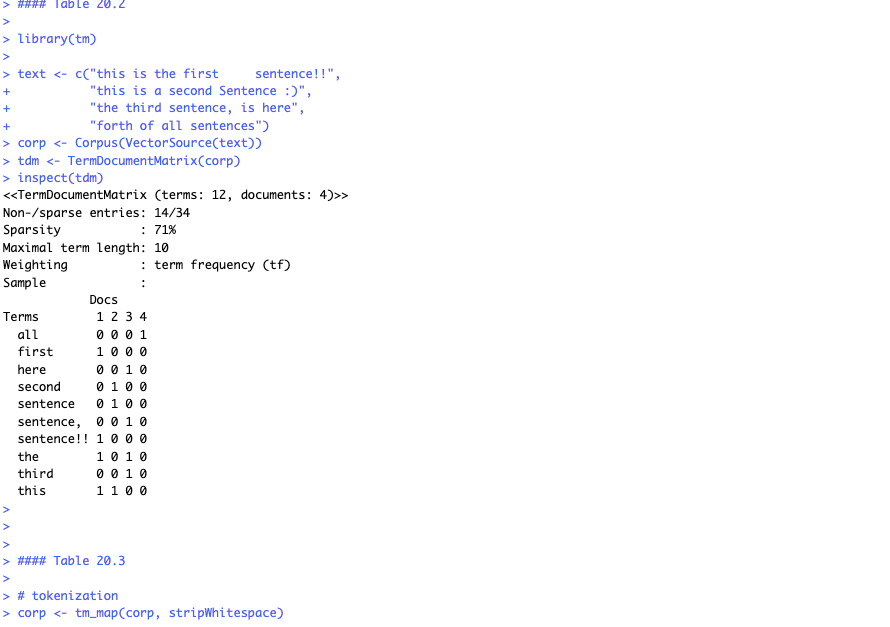 > #### Table 20.2
>
> library(tm)
>
> text <- c("this is the first     sentence!!",
+           "this is a second Sentence :)",
+           "the third sentence, is here",
+           "forth of all sentences")
> corp <- Corpus(VectorSource(text))
> tdm <- TermDocumentMatrix(corp)
> inspect(tdm)
<<TermDocumentMatrix (terms: 12, documents: 4)>>
Non-/sparse entries: 14/34
Sparsity           : 71%
Maximal term length: 10
Weighting          : term frequency (tf)
Sample             :
            Docs
Terms        1 2 3 4
  all        0 0 0 1
  first      1 0 0 0
  here       0 0 1 0
  second     0 1 0 0
  sentence   0 1 0 0
  sentence,  0 0 1 0
  sentence!! 1 0 0 0
  the        1 0 1 0
  third      0 0 1 0
  this       1 1 0 0
>
>
>
> #### Table 20.3
>
> # tokenization
> corp <- tm_map(corp, stripWhitespace)